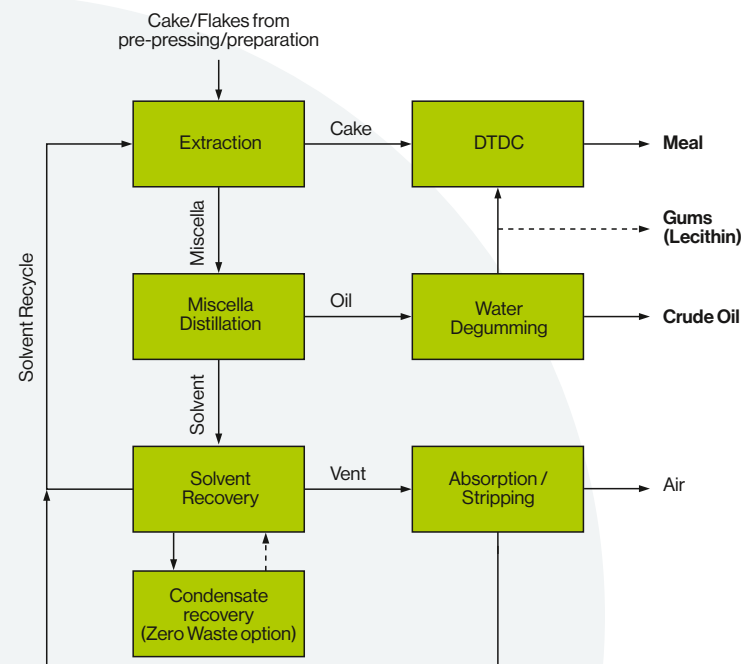 Cake/Flakes from
pre-pressing/preparation
Extraction
Cake
DTDC
Meal
Miscella
Gums
(Lecithin)
Solvent Recycle
Miscella
Distillation
Oil
Water
Degumming
Crude Oil
Solvent
Solvent
Recovery
Vent
Absorption /
Stripping
Air
Condensate
recovery
(Zero Waste option)